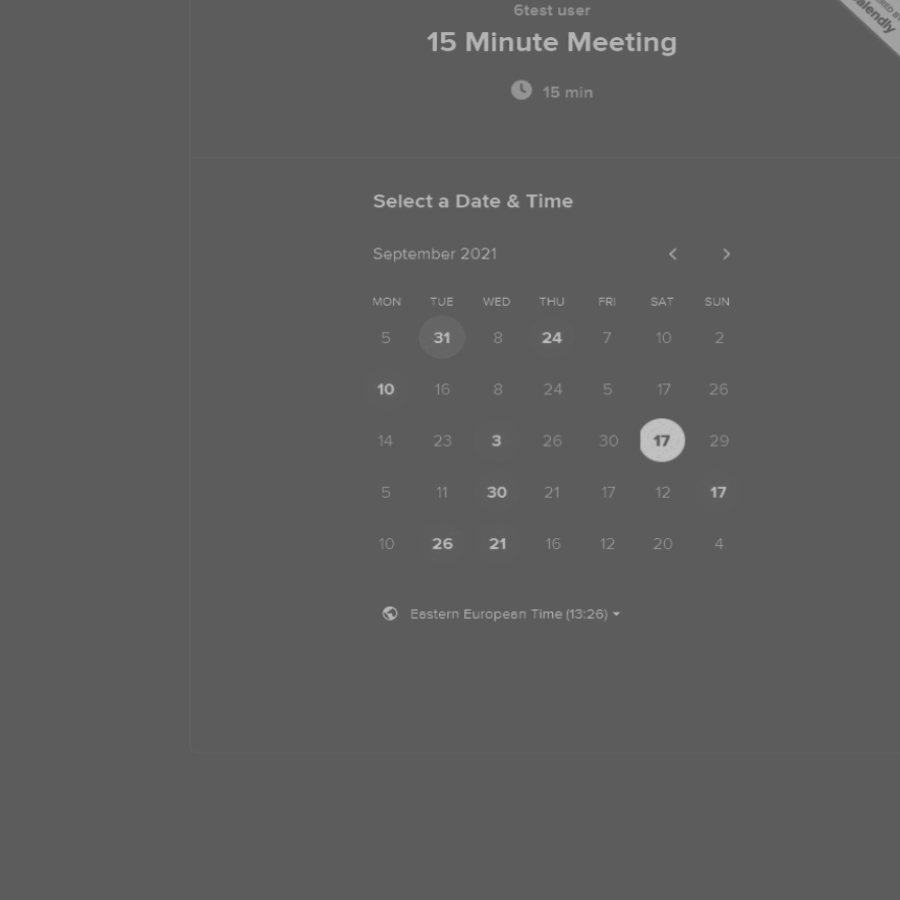 6test user
15 Minute Meeting
15 min
Calendly
Select a Date & Time
September 2021
MON TUE WED THU FRI SAT SUN
5 31 8 24 7 10 2
10 16 8 24 5 17 26
14 23 3 26 30 17 29
5 11 30 21 17 12 17
10 26 21 16 12 20 4
Eastern European Time (13:26)